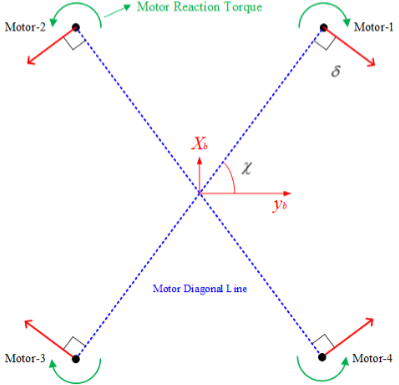 Motor Reaction Torque
Motor-2
Motor-1
δ
Xb
χ
yb
Motor Diagonal Line
Motor-3
Motor-4